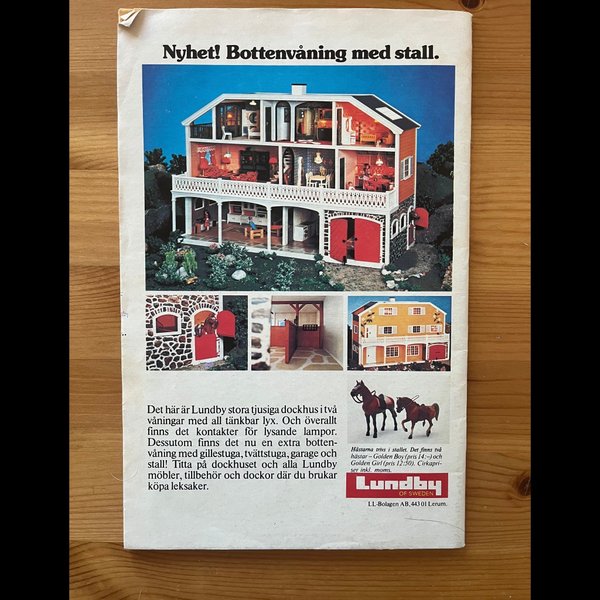 Nyhet! Bottenvåning med stall.
Det här är Lundby stora tjusiga dockhus i två
våningar med all tänkbar lyx. Och överallt
finns det kontakter för lysande lampor.
Dessutom finns det nu en extra botten-
våning med gillestuga, tvättstuga, garage och
stall! Titta på dockhuset och alla Lundby
möbler, tillbehör och dockor där du brukar
köpa leksaker.
Hästarna trivs i stallet. Det finns två
hästar – Golden Boy (pris 14:-) och
Golden Girl (pris 12:50). Cirkapri-
ser inkl. moms.
Lundby
OF SWEDEN
LL-Bolagen AB, 443 01 Lerum.